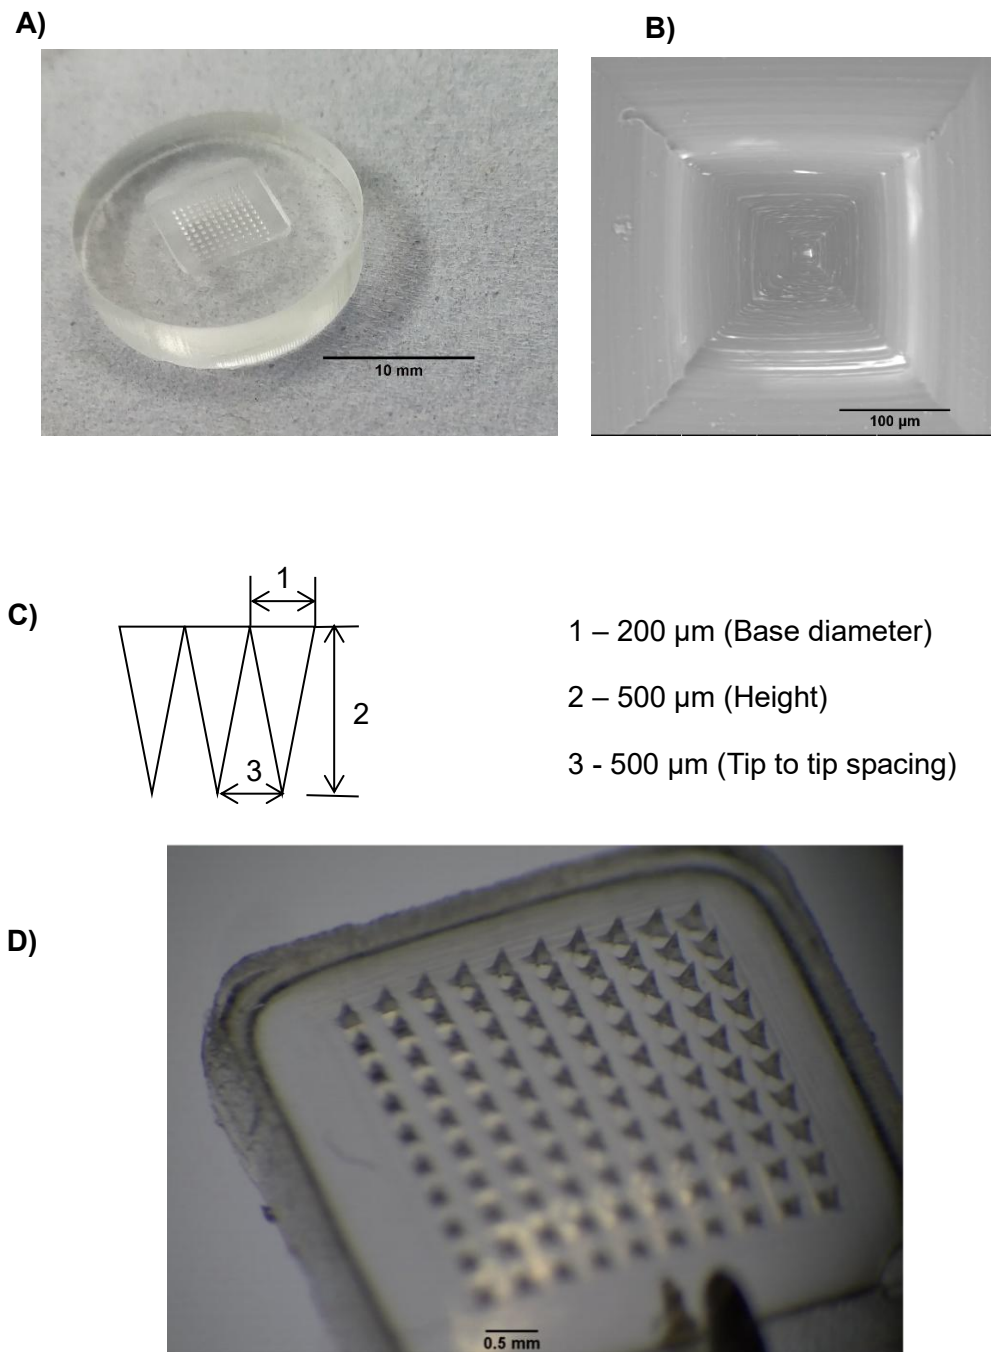 A)
B)
10 mm
100 µm
C)
1
2
3
1 – 200 µm (Base diameter)
2 – 500 µm (Height)
3 - 500 µm (Tip to tip spacing)
D)
0.5 mm